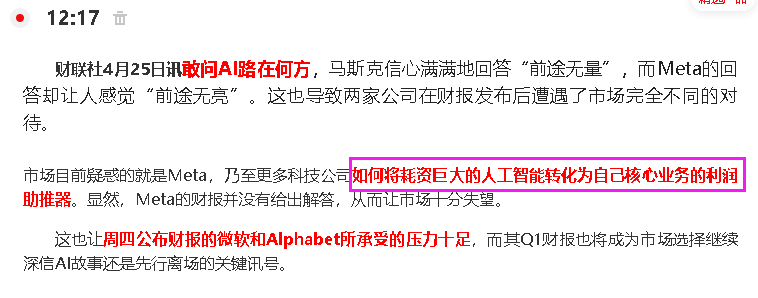 12:17
财联社4月25日讯敢问AI路在何方，马斯克信心满满地回答“前途无量”，而Meta的回
答却让人感觉“前途无亮”。这也导致两家公司在财报发布后遭遇了市场完全不同的对
待。
市场目前疑惑的就是Meta，乃至更多科技公司如何将耗资巨大的人工智能转化为自己核心业务的利润
助推器。显然，Meta的财报并没有给出解答，从而让市场十分失望。
这也让周四公布财报的微软和Alphabet所承受的压力十足，而其Q1财报也将成为市场选择继续
深信AI故事还是先行离场的关键讯号。